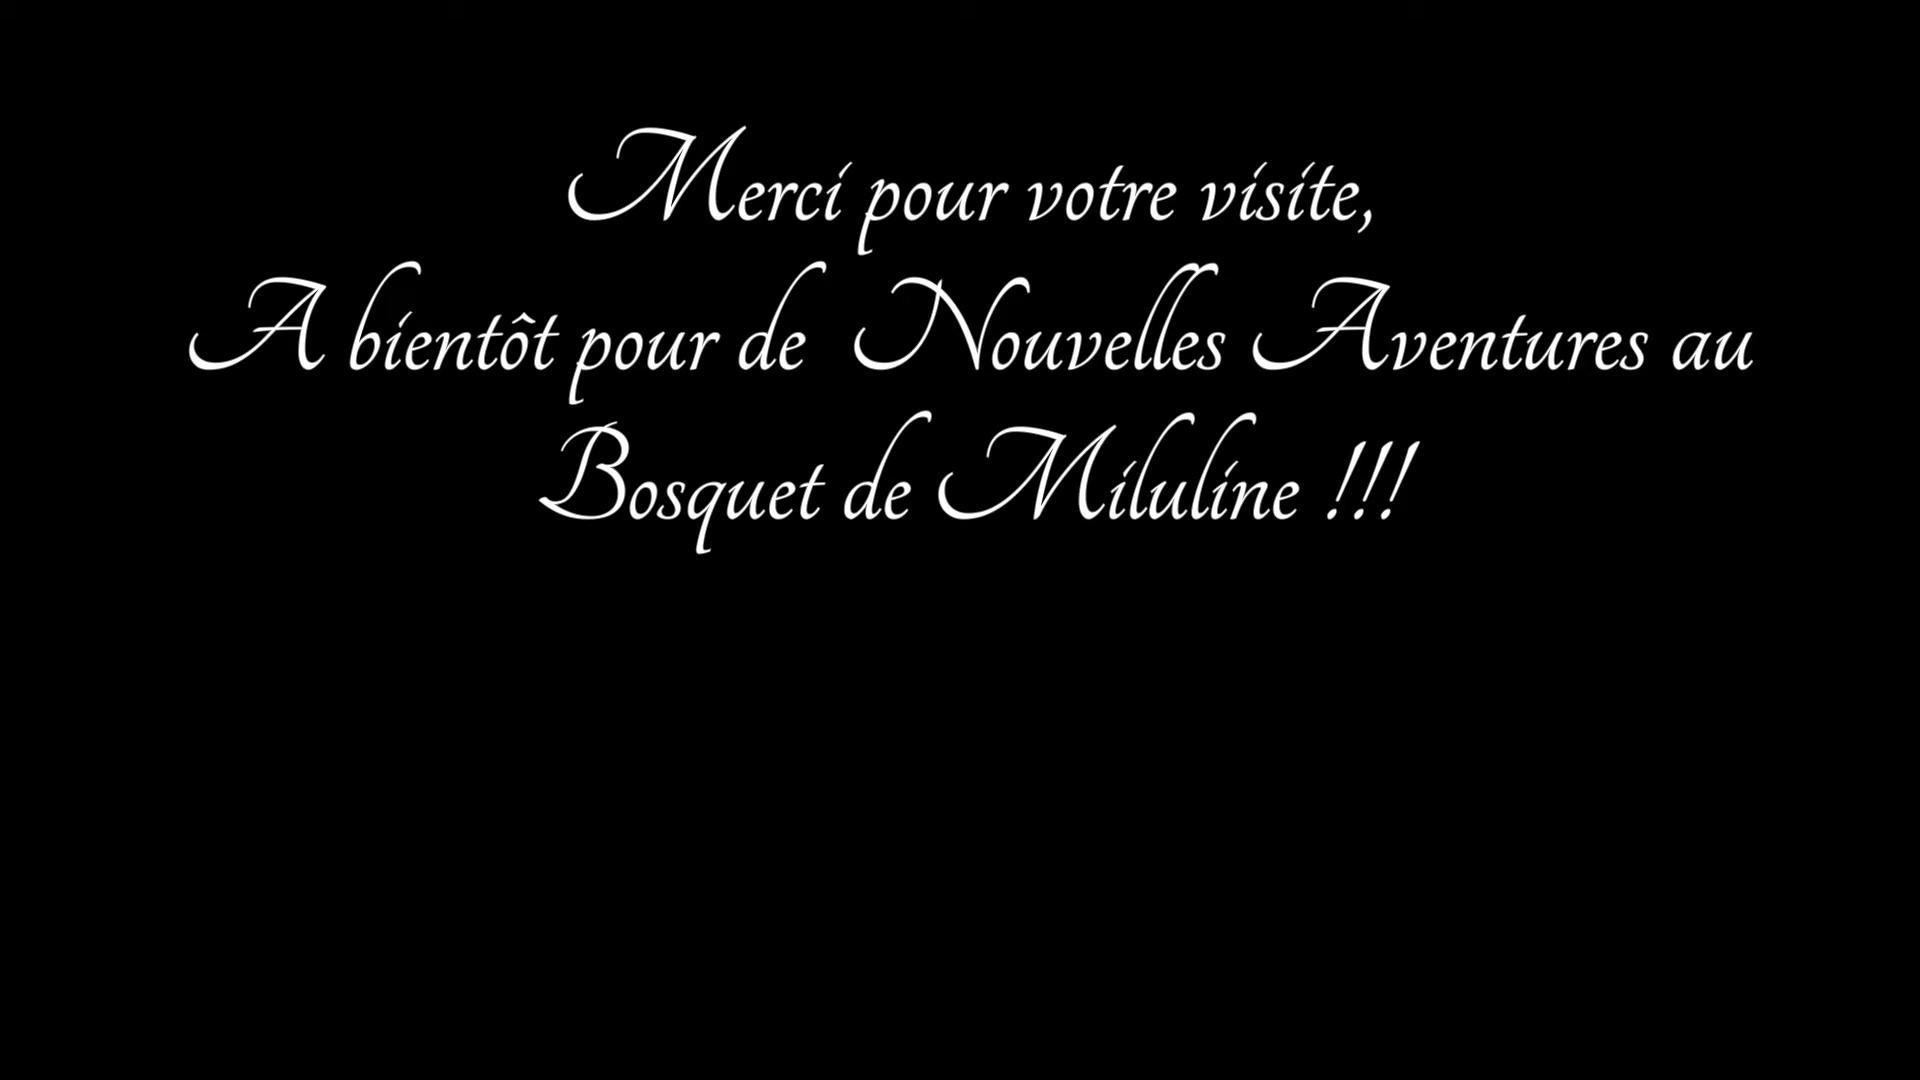 Merci pour votre visite,
A bientôt pour de Nouvelles Aventures au
Bosquet de Miluline !!!